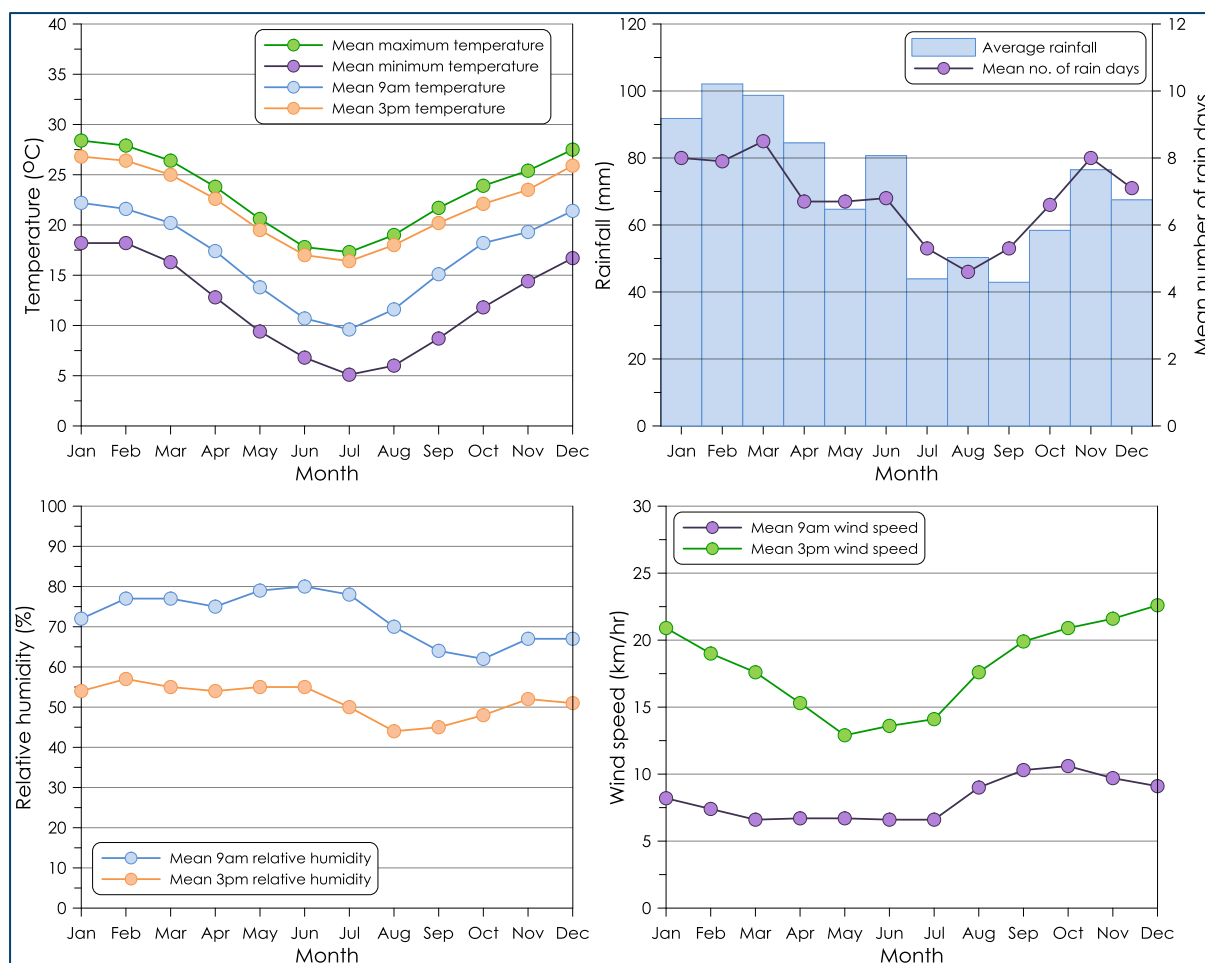 40
35
30
25
20
15
10
5
0
Temperature (OC)
Mean maximum temperature
Mean minimum temperature
Mean 9am temperature
Mean 3pm temperature
Jan Feb Mar Apr May Jun Jul Aug Sep Oct Nov Dec
Month
120
100
80
60
40
20
0
Rainfall (mm)
Average rainfall
Mean no. of rain days
12
10
8
6
4
2
0
Mean number of rain days
Jan Feb Mar Apr May Jun Jul Aug Sep Oct Nov Dec
Month
100
90
80
70
60
50
40
30
20
10
0
Relative humidity (%)
Mean 9am relative humidity
Mean 3pm relative humidity
Jan Feb Mar Apr May Jun Jul Aug Sep Oct Nov Dec
Month
30
25
20
15
10
5
0
Wind speed (km/hr)
Mean 9am wind speed
Mean 3pm wind speed
Jan Feb Mar Apr May Jun Jul Aug Sep Oct Nov Dec
Month